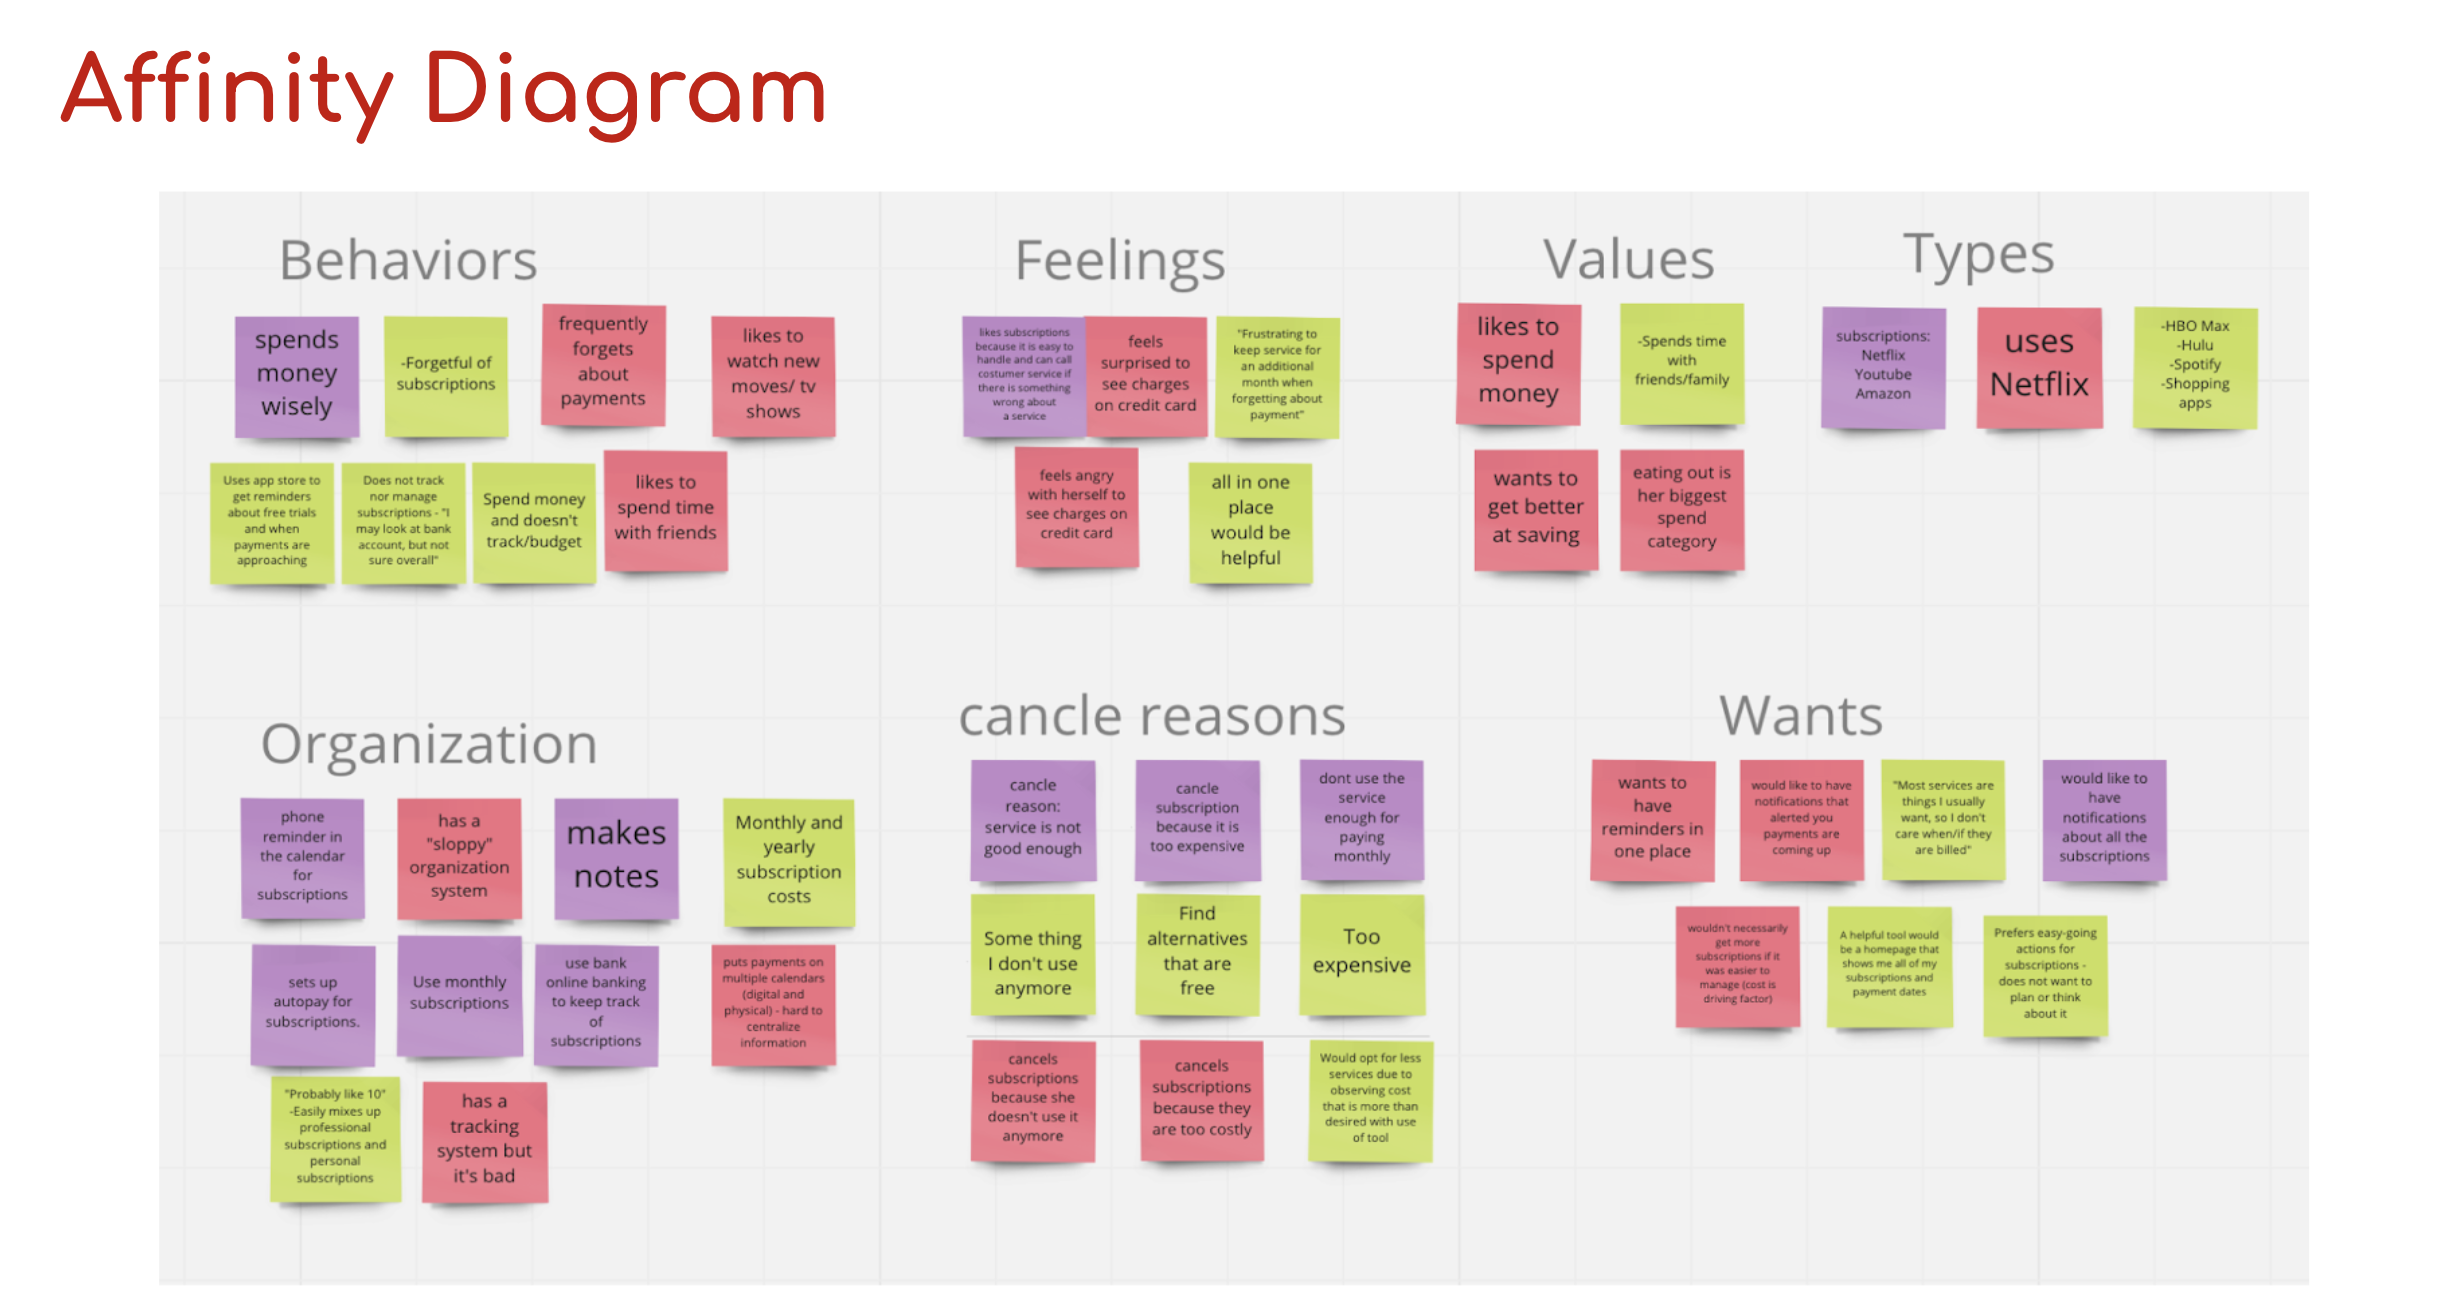 Affinity Diagram
Behaviors
spends
money
wisely
-Forgetful of
subscriptions
frequently
forgets
about
payments
likes to
watch new
moves/ tv
shows
Uses app store to
get reminders
about free trials
and when
payments are
approaching
Does not track
nor manage
subscriptions - "I
may look at bank
account, but not
sure overall"
Spend money
and doesn't
track/budget
likes to
spend time
with friends
Feelings
likes subscriptions
because it is easy to
handle and can call
costumer service if
there is something
wrong about
a service
feels
surprised to
see charges
on credit card
"Frustrating to
keep service for
an additional
month when
forgetting about
payment"
feels angry
with herself to
see charges on
credit card
all in one
place
would be
helpful
Values
likes to
spend
money
-Spends time
with
friends/family
wants to
get better
at saving
eating out is
her biggest
spend
category
Types
subscriptions:
Netflix
Youtube
Amazon
uses
Netflix
-HBO Max
-Hulu
-Spotify
-Shopping
apps
Organization
phone
reminder in
the calendar
for
subscriptions
has a
"sloppy"
organization
system
makes
notes
Monthly and
yearly
subscription
costs
sets up
autopay for
subscriptions.
Use monthly
subscriptions
use bank
online banking
to keep track
of
subscriptions
puts payments on
multiple calendars
(digital and
physical) - hard to
centralize
information
"Probably like 10"
-Easily mixes up
professional
subscriptions and
personal
subscriptions
has a
tracking
system but
it's bad
cancle reasons
cancle
reason:
service is not
good enough
cancle
subscription
because it is
too expensive
dont use the
service
enough for
paying
monthly
Some thing
I don't use
anymore
Find
alternatives
that are
free
Too
expensive
cancels
subscriptions
because she
doesn't use it
anymore
cancels
subscriptions
because they
are too costly
Would opt for less
services due to
observing cost
that is more than
desired with use
of tool
Wants
wants to
have
reminders in
one place
would like to have
notifications that
alerted you
payments are
coming up
"Most services are
things I usually
want, so I don't
care when/if they
are billed"
would like to
have
notifications
about all the
subscriptions
wouldn't necessarily
get more
subscriptions if it
was easier to
manage (cost is
driving factor)
A helpful tool would
be a homepage that
shows me all of my
subscriptions and
payment dates
Prefers easy-going
actions for
subscriptions -
does not want to
plan or think
about it